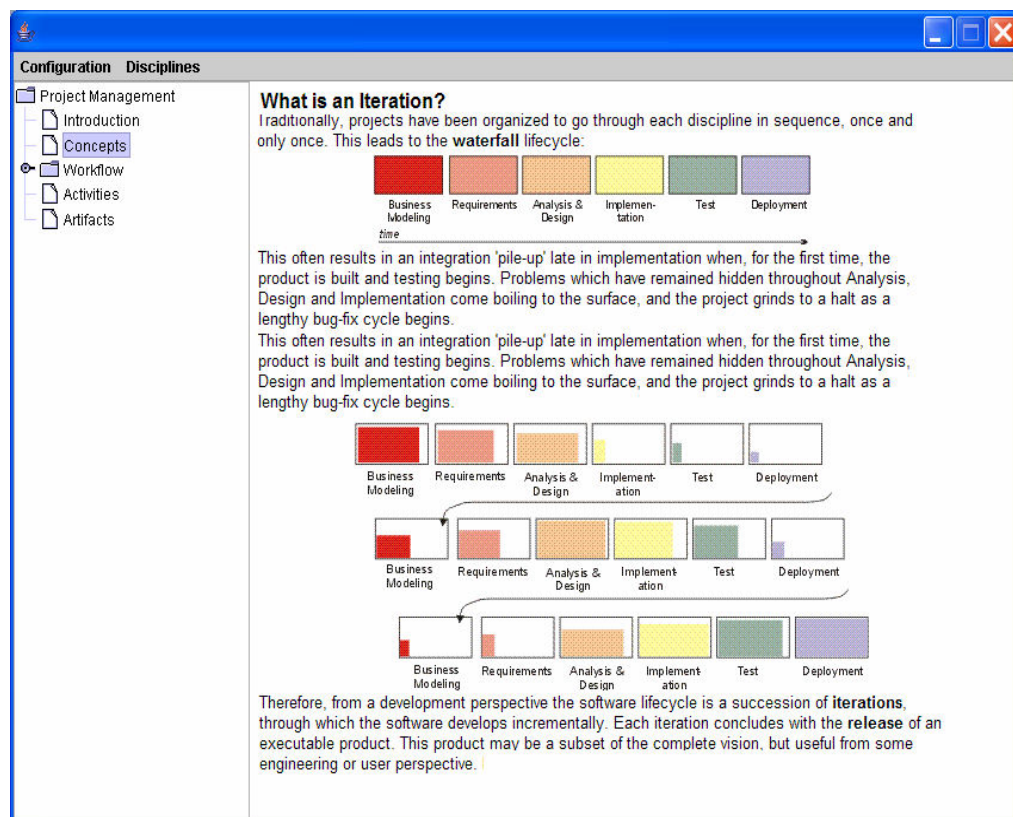 Configuration Disciplines
Project Management
Introduction
Concepts
Workflow
Activities
Artifacts
What is an Iteration?
Traditionally, projects have been organized to go through each discipline in sequence, once and
only once. This leads to the waterfall lifecycle:
Business Modeling
Requirements
Analysis & Design
Implemen-tation
Test
Deployment
time
This often results in an integration 'pile-up' late in implementation when, for the first time, the
product is built and testing begins. Problems which have remained hidden throughout Analysis,
Design and Implementation come boiling to the surface, and the project grinds to a halt as a
lengthy bug-fix cycle begins.
This often results in an integration 'pile-up' late in implementation when, for the first time, the
product is built and testing begins. Problems which have remained hidden throughout Analysis,
Design and Implementation come boiling to the surface, and the project grinds to a halt as a
lengthy bug-fix cycle begins.
Business Modeling
Requirements
Analysis & Design
Implement-ation
Test
Deployment
Business Modeling
Requirements
Analysis & Design
Implement-ation
Test
Deployment
Business Modeling
Requirements
Analysis & Design
Implement-ation
Test
Deployment
Therefore, from a development perspective the software lifecycle is a succession of iterations,
through which the software develops incrementally. Each iteration concludes with the release of an
executable product. This product may be a subset of the complete vision, but useful from some
engineering or user perspective.